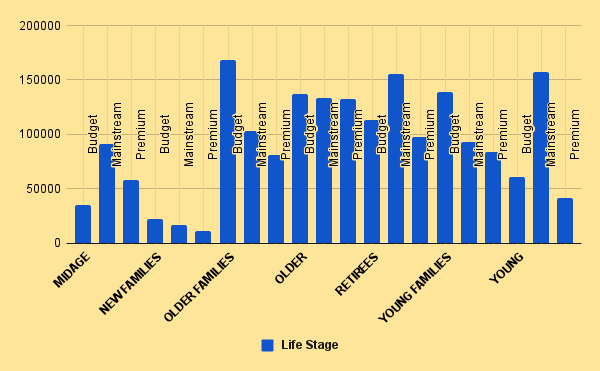 200000
150000
100000
50000
0
Budget
Mainstream
Premium
Budget
Mainstream
Premium
Budget
Mainstream
Premium
Budget
Mainstream
Premium
Budget
Mainstream
Premium
Budget
Mainstream
Premium
Budget
Mainstream
Premium
MIDAGE
NEW FAMILIES
OLDER FAMILIES
OLDER
RETIREES
YOUNG FAMILIES
YOUNG
Life Stage